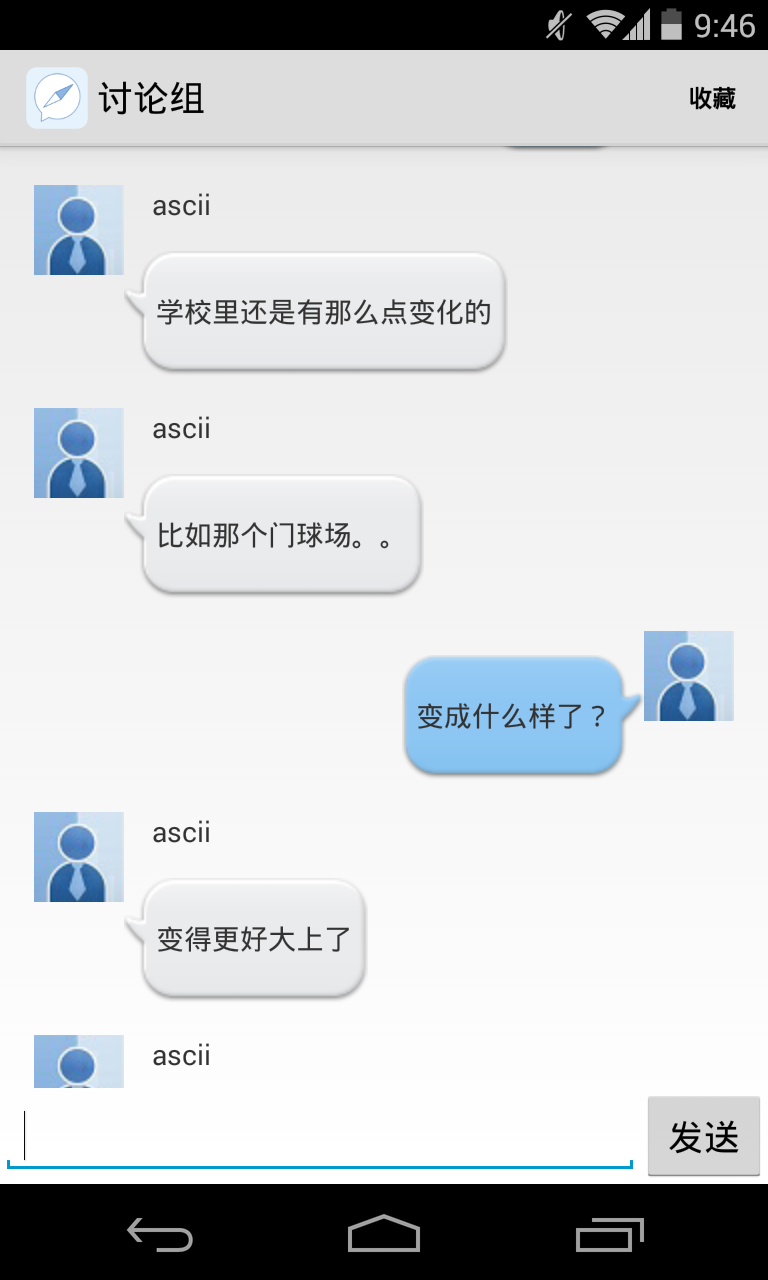 9:46
讨论组
收藏
ascii
学校里还是有那么点变化的
ascii
比如那个门球场。。
变成什么样了？
ascii
变得更好大上了
ascii
发送